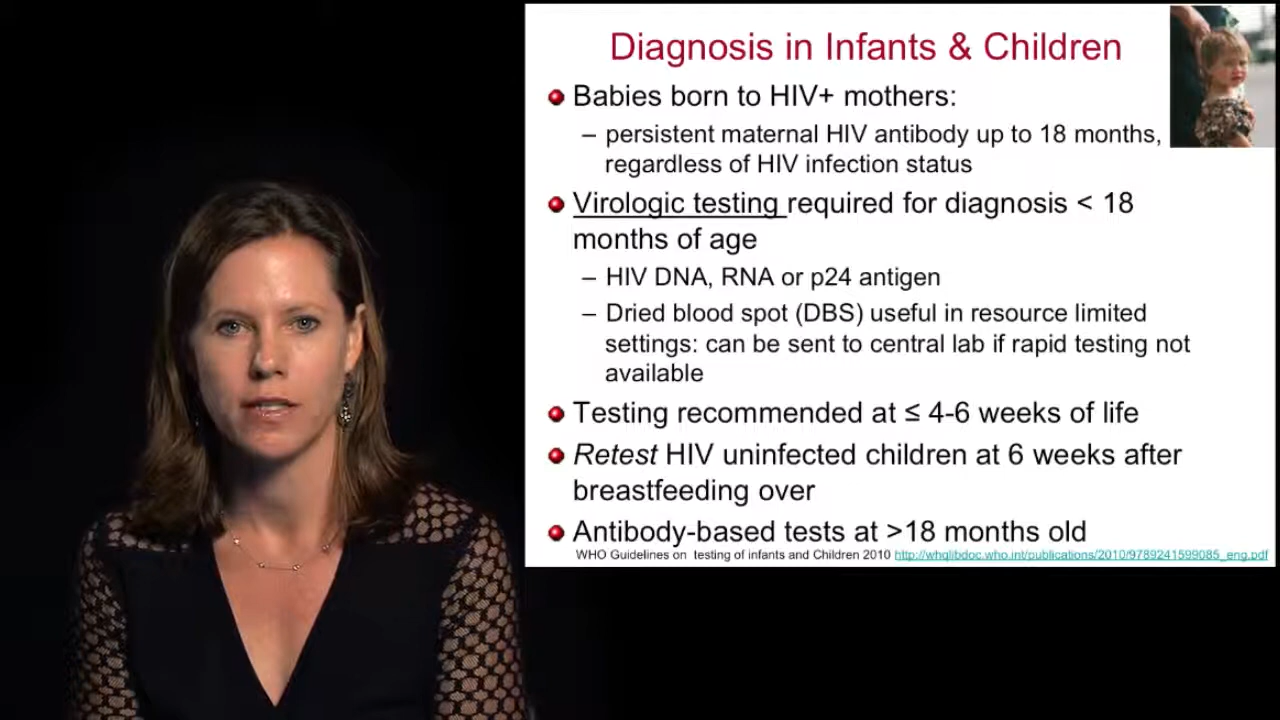 Diagnosis in Infants & Children
Babies born to HIV+ mothers:
– persistent maternal HIV antibody up to 18 months,
regardless of HIV infection status
Virologic testing required for diagnosis < 18
months of age
– HIV DNA, RNA or p24 antigen
– Dried blood spot (DBS) useful in resource limited
settings: can be sent to central lab if rapid testing not
available
Testing recommended at ≤ 4-6 weeks of life
Retest HIV uninfected children at 6 weeks after
breastfeeding over
Antibody-based tests at >18 months old
WHO Guidelines on testing of infants and Children 2010 http://whqlibdoc.who.int/publications/2010/9789241599085_eng.pdf